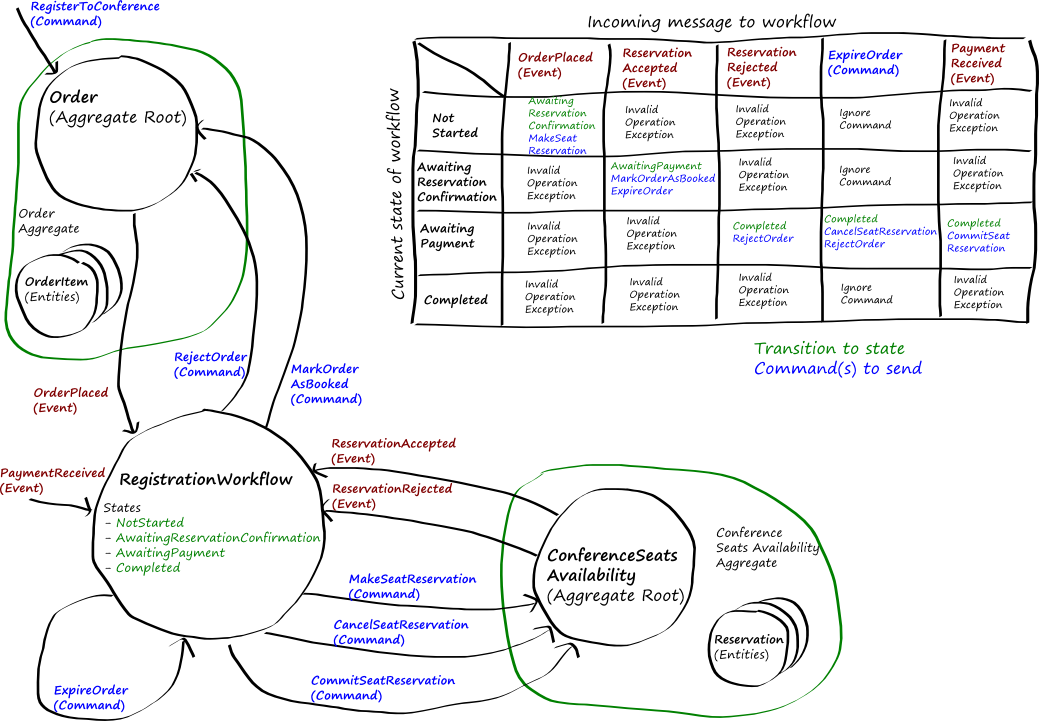 RegisterToConference
(Command)
Order
(Aggregate Root)
Order
Aggregate
OrderItem
(Entities)
OrderPlaced
(Event)
RejectOrder
(Command)
MarkOrder
AsBooked
(Command)
PaymentReceived
(Event)
RegistrationWorkflow
States
- NotStarted
- AwaitingReservationConfirmation
- AwaitingPayment
- Completed
ExpireOrder
(Command)
ReservationAccepted
(Event)
ReservationRejected
(Event)
MakeSeatReservation
(Command)
CancelSeatReservation
(Command)
CommitSeatReservation
(Command)
ConferenceSeats
Availability
(Aggregate Root)
Conference
Seats Availability
Aggregate
Reservation
(Entities)
Incoming message to workflow
Current state of workflow
OrderPlaced
(Event)
Reservation
Accepted
(Event)
Reservation
Rejected
(Event)
ExpireOrder
(Command)
Payment
Received
(Event)
Not
Started
Awaiting
Reservation
Confirmation
MakeSeat
Reservation
Invalid
Operation
Exception
Invalid
Operation
Exception
Ignore
Command
Invalid
Operation
Exception
Awaiting
Reservation
Confirmation
Invalid
Operation
Exception
AwaitingPayment
MarkOrderAsBooked
ExpireOrder
Invalid
Operation
Exception
Ignore
Command
Invalid
Operation
Exception
Awaiting
Payment
Invalid
Operation
Exception
Invalid
Operation
Exception
Completed
RejectOrder
Completed
CancelSeatReservation
RejectOrder
Completed
CommitSeat
Reservation
Completed
Invalid
Operation
Exception
Invalid
Operation
Exception
Invalid
Operation
Exception
Ignore
Command
Invalid
Operation
Exception
Transition to state
Command(s) to send